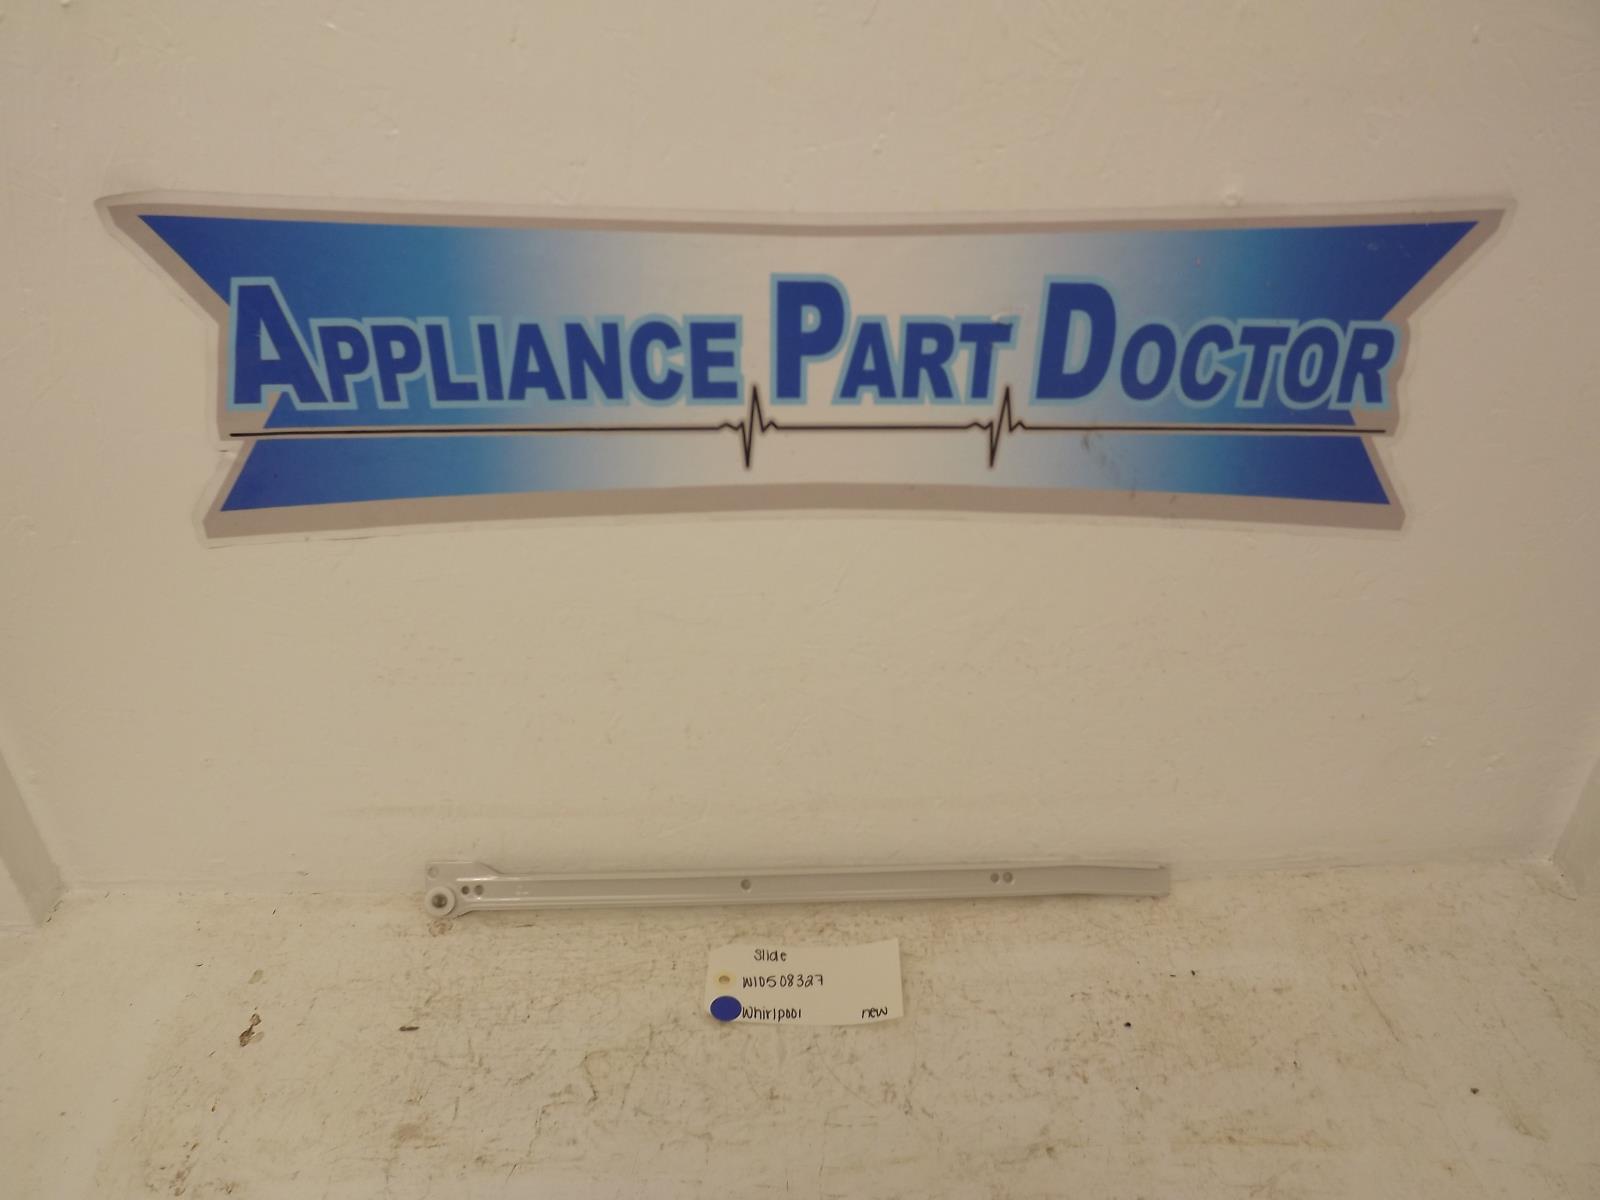 APPLIANCE PART DOCTOR
Slide
W10508327
Whirlpool new